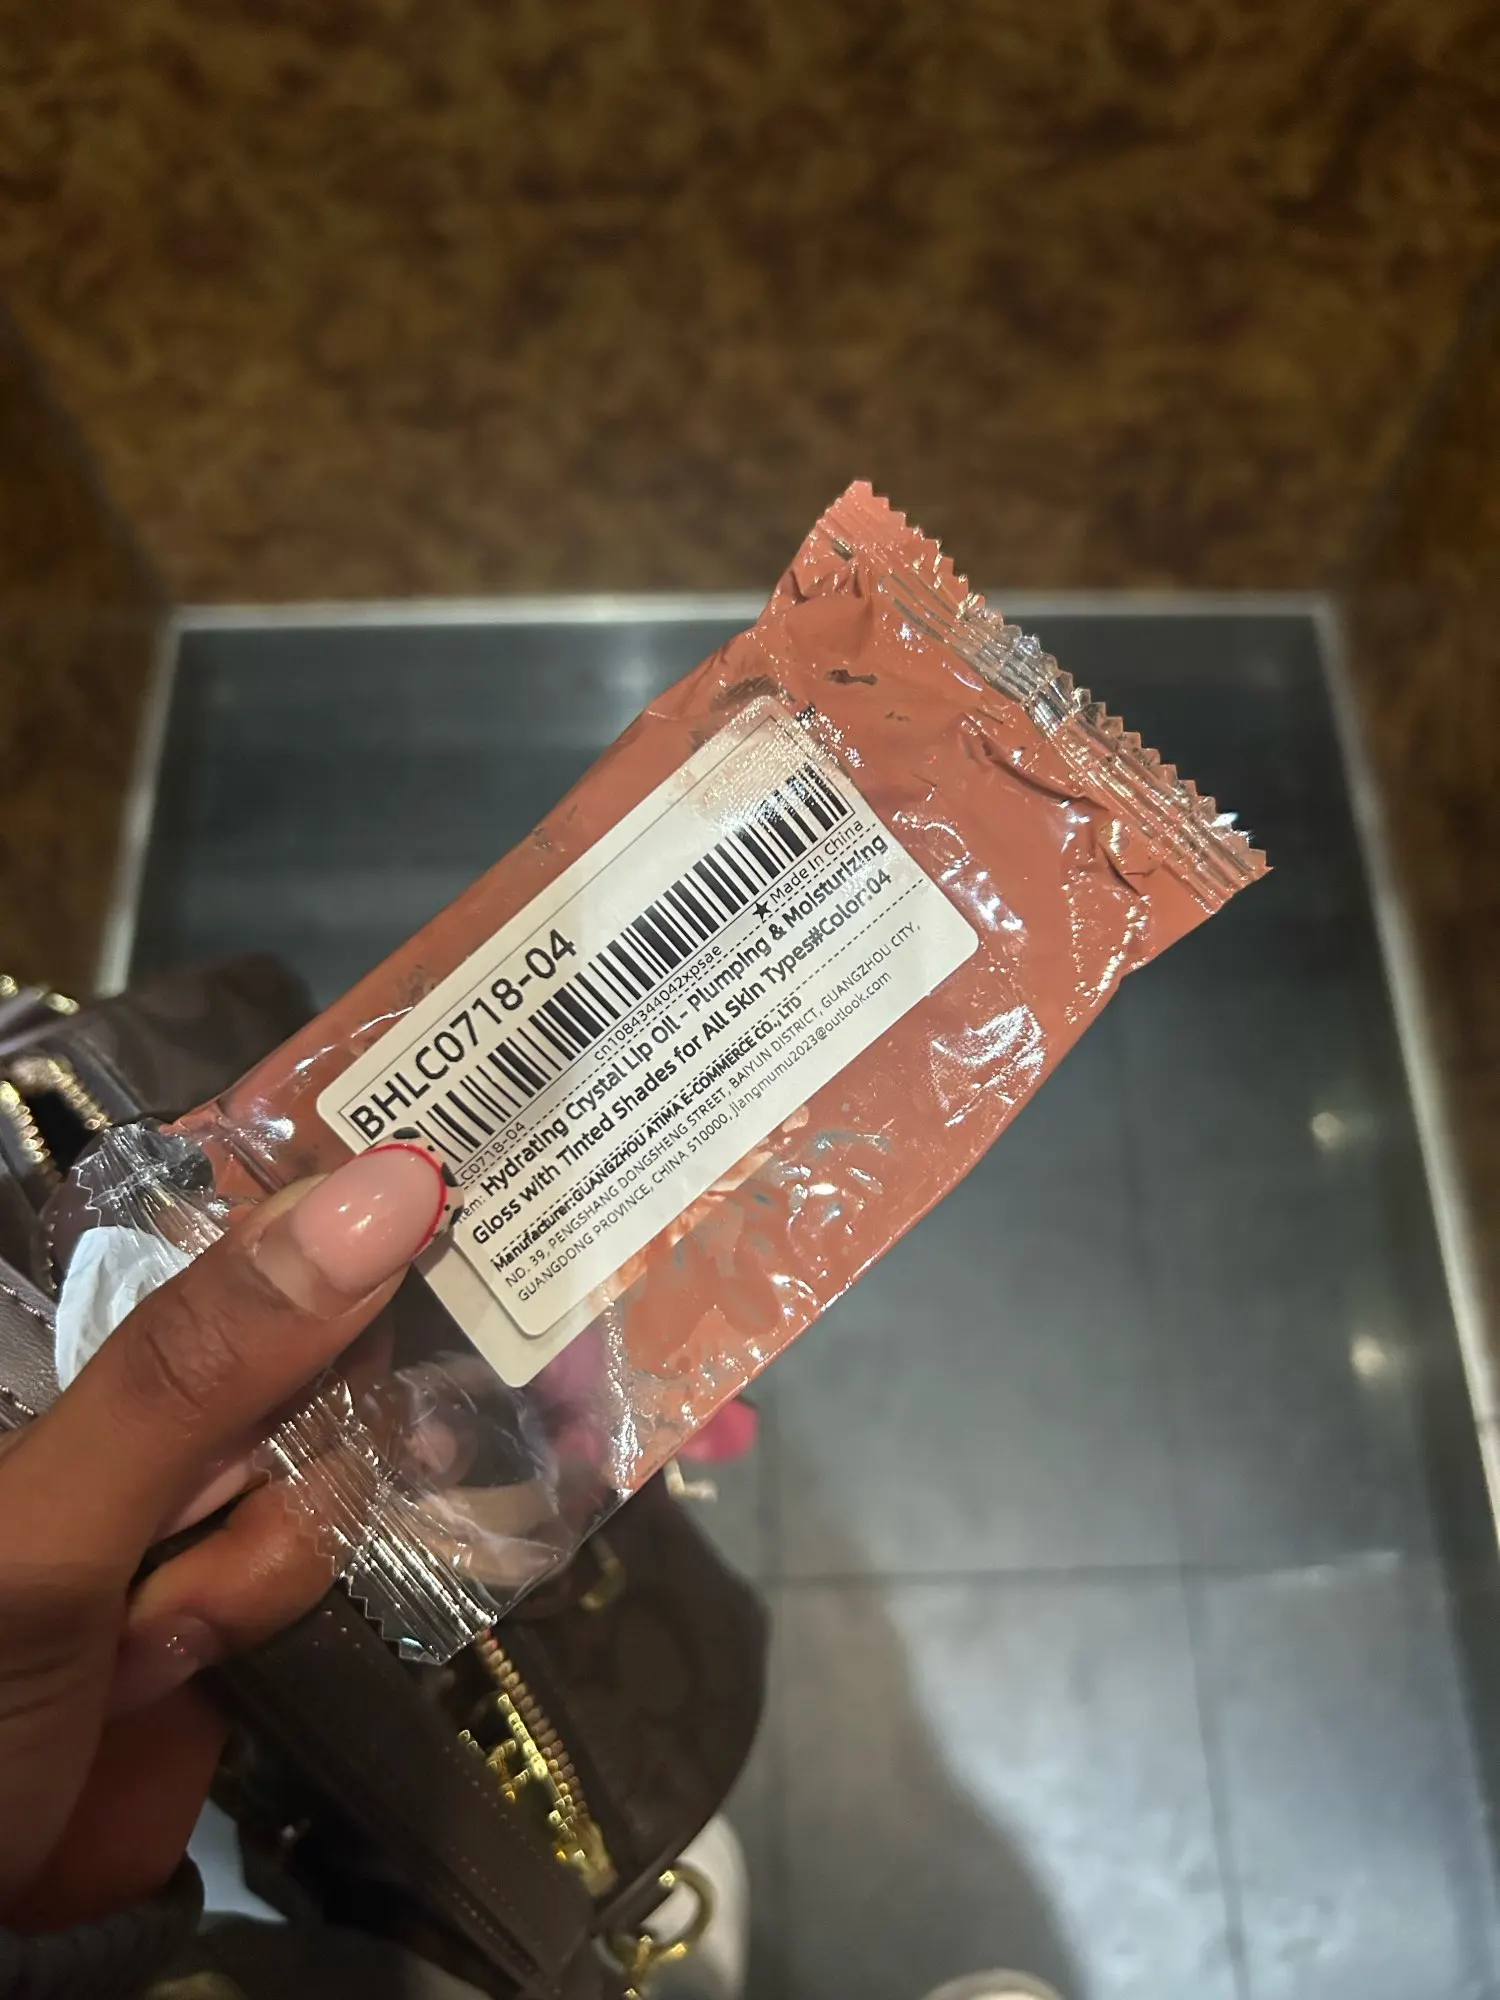 BHLC0718-04
cn1084344042xpsae
★ Made In China
C0718-04
Hydrating Crystal Lip Oil - Plumping & Moisturizing
Gloss with Tinted Shades for All Skin Types#Color:04
Manufacturer:GUANGZHOU ATIMA E-COMMERCE CO., LTD
NO. 39, PENGSHANG DONGSHENG STREET, BAIYUN DISTRICT, GUANGZHOU CITY,
GUANGDONG PROVINCE, CHINA 510000, jiangmumu2023@outlook.com